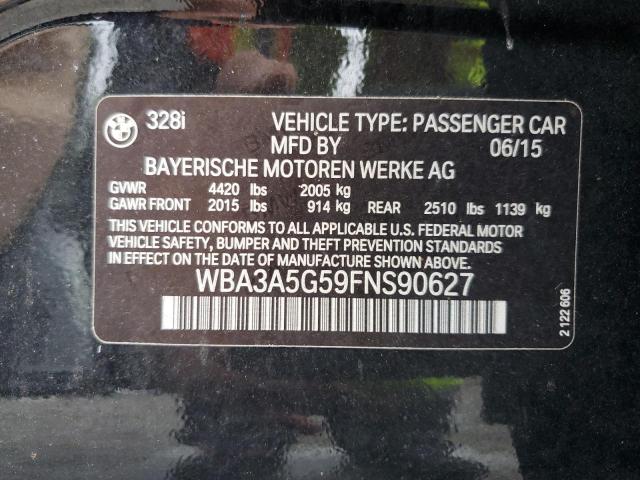 328i VEHICLE TYPE: PASSENGER CAR
MFD BY 06/15
BAYERISCHE MOTOREN WERKE AG
GVWR 4420 lbs 2005 kg
GAWR FRONT 2015 lbs 914 kg REAR 2510 lbs 1139 kg
THIS VEHICLE CONFORMS TO ALL APPLICABLE U.S. FEDERAL MOTOR
VEHICLE SAFETY, BUMPER AND THEFT PREVENTION STANDARDS
IN EFFECT ON THE DATE OF MANUFACTURE SHOWN ABOVE.
WBA3A5G59FNS90627
2 122 606